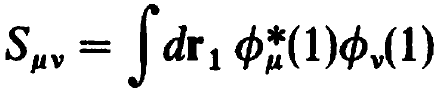 S_{μν} = ∫ dr₁ φ*_μ(1)φ_ν(1)